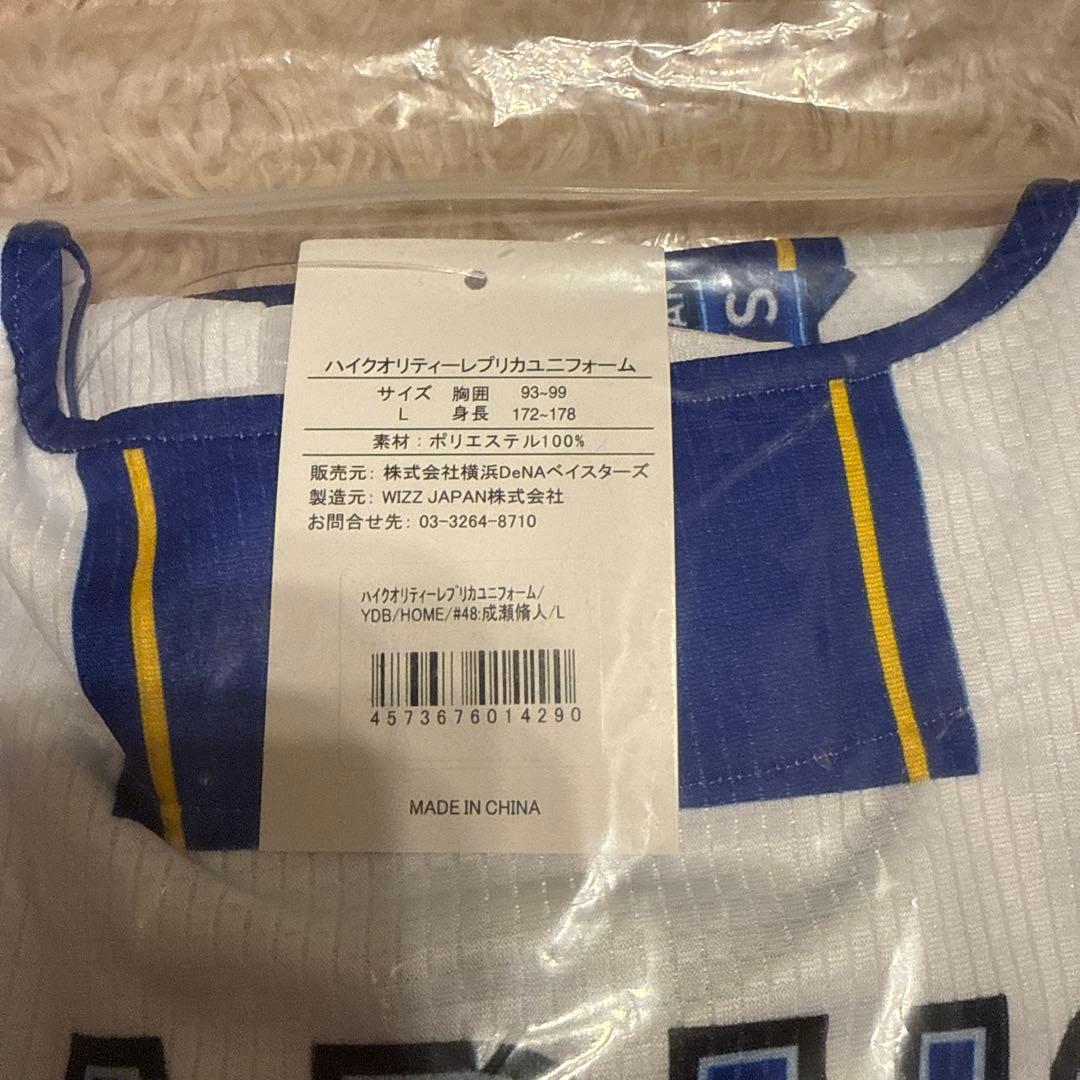 ハイクオリティーレプリカユニフォーム
サイズ 胸囲 93~99
L 身長 172~178
素材：ポリエステル100%
販売元：株式会社横浜DeNAベイスターズ
製造元：WIZZ JAPAN株式会社
お問合せ先：03-3264-8710
ﾊｲｸｵﾘﾃｨｰﾚﾌﾟﾘｶﾕﾆﾌｫｰﾑ/
YDB/HOME/#48:成瀬脩人/L
4573676014290
MADE IN CHINA